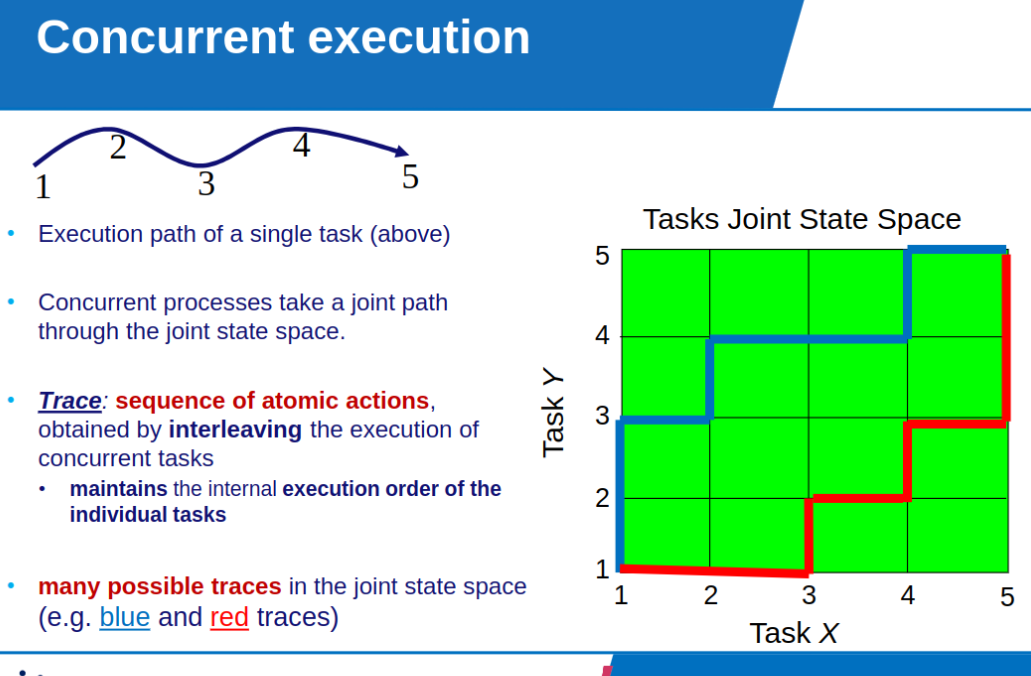 Concurrent execution
1 2 3 4 5
• Execution path of a single task (above)
• Concurrent processes take a joint path
through the joint state space.
• Trace: sequence of atomic actions,
obtained by interleaving the execution of
concurrent tasks
• maintains the internal execution order of the
individual tasks
• many possible traces in the joint state space
(e.g. blue and red traces)
Tasks Joint State Space
5
4
3
2
1
Task Y
1 2 3 4 5
Task X